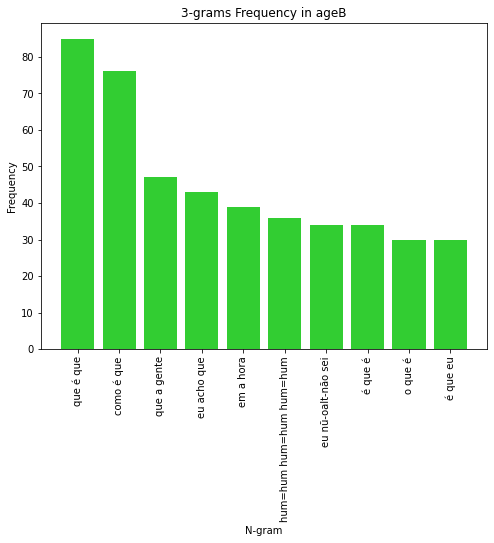 3-grams Frequency in ageB
Frequency
80
70
60
50
40
30
20
10
0
que é que
como é que
que a gente
eu acho que
em a hora
hum=hum hum=hum hum=hum
eu nũ-oalt-não sei
é que é
o que é
é que eu
N-gram